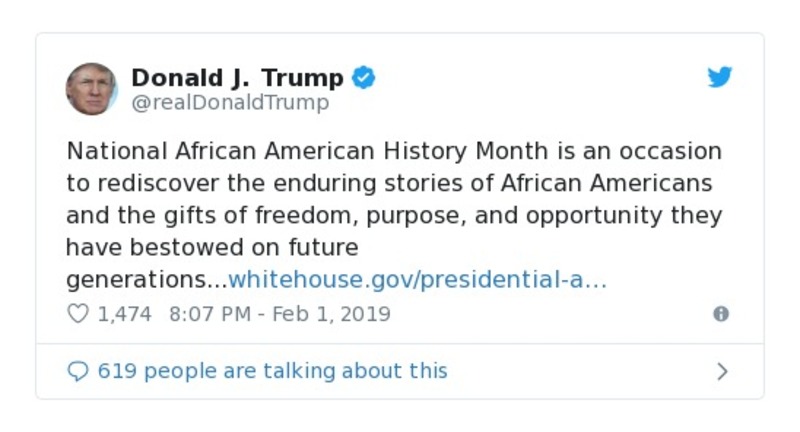 Donald J. Trump
@realDonaldTrump
National African American History Month is an occasion
to rediscover the enduring stories of African Americans
and the gifts of freedom, purpose, and opportunity they
have bestowed on future
generations...whitehouse.gov/presidential-a...
1,474 8:07 PM - Feb 1, 2019
619 people are talking about this